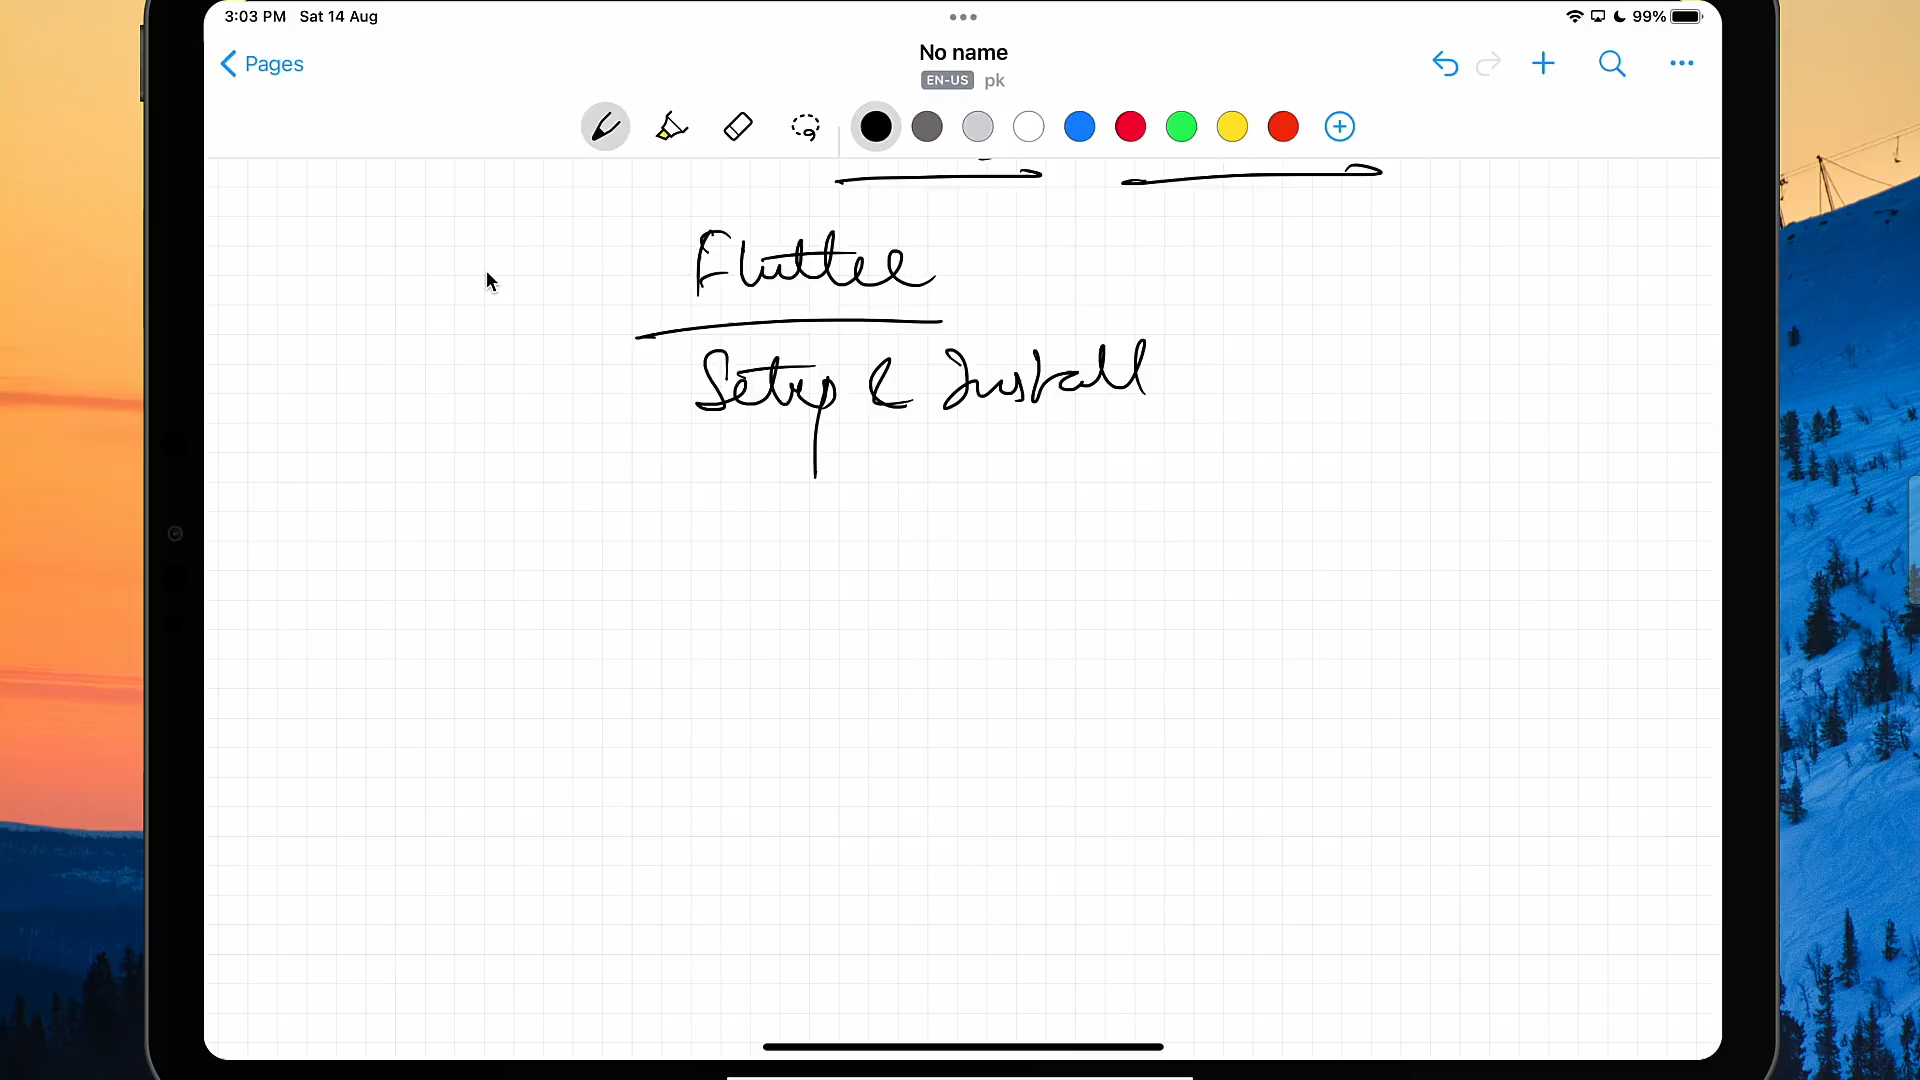 3:03 PM Sat 14 Aug
99%
Pages
No name
EN-US pk
Flutter
Setup & Install